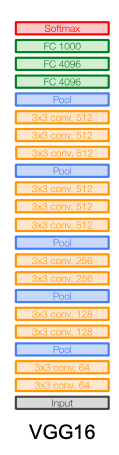 Softmax
FC 1000
FC 4096
FC 4096
Pool
3x3 conv, 512
3x3 conv, 512
3x3 conv, 512
Pool
3x3 conv, 512
3x3 conv, 512
3x3 conv, 512
Pool
3x3 conv, 256
3x3 conv, 256
Pool
3x3 conv, 128
3x3 conv, 128
Pool
3x3 conv, 64
3x3 conv, 64
Input
VGG16